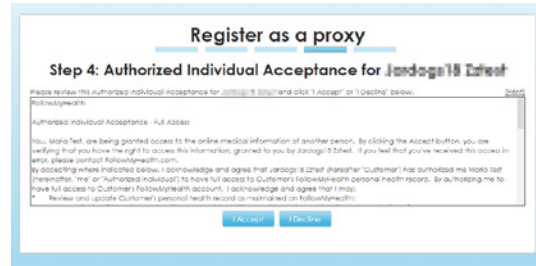 Register as a proxy
Step 4: Authorized Individual Acceptance for Jardogs18 Zztest
Please review this Authorized Individual Acceptance for and click "I Accept" or "I Decline" below.
FollowMyHealth
Authorized Individual Acceptance - Full Access
You, Maria Test, are being granted access to the online medical information of another person. By clicking the Accept button, you are
verifying that you have the right to access this information, granted to you by Jardogs18 Zztest. If you feel that you've received this access in
error, please contact FollowMyHealth.com.
By accepting where indicated below, I acknowledge and agree that Jardogs18 Zztest (hereafter "Customer") has authorized me Maria Test
(hereinafter, "me" or "Authorized Individual") to have full access to Customer's FollowMyHealth personal health record. By authorizing me to
have full access to Customer's FollowMyHealth account, I acknowledge and agree that I may:
* Review and update Customer's personal health record as maintained on FollowMyHealth;
I Accept I Decline